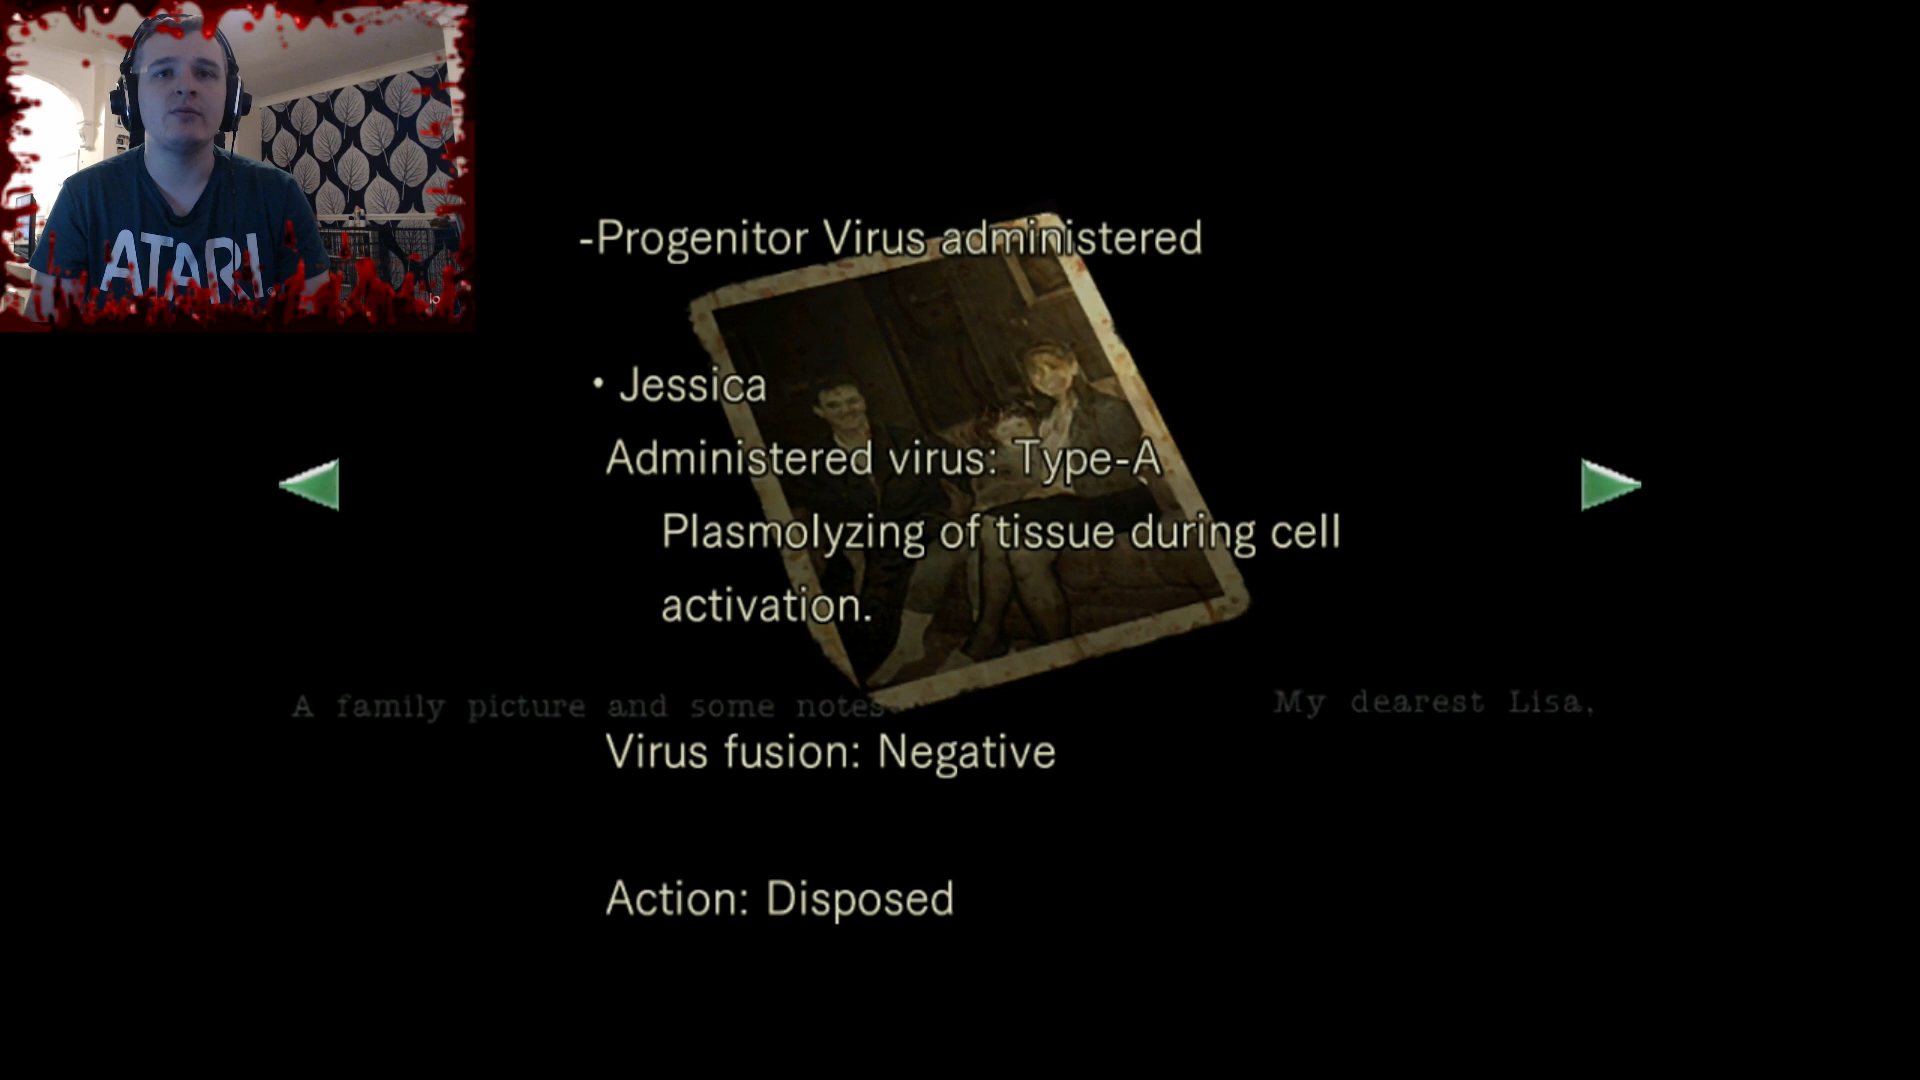 ATARI
-Progenitor Virus administered
• Jessica
Administered virus: Type-A
Plasmolyzing of tissue during cell
activation.
A family picture and some notes
My dearest Lisa,
Virus fusion: Negative
Action: Disposed